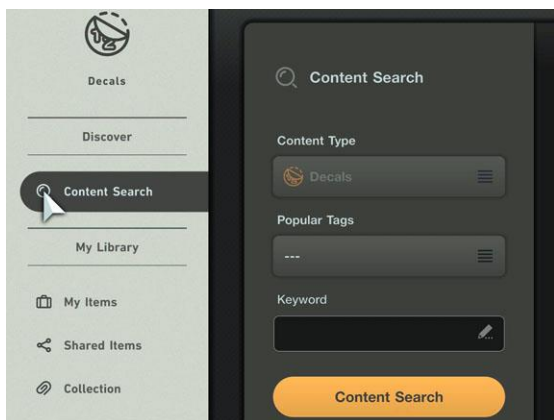 Decals
Discover
Content Search
My Library
My Items
Shared Items
Collection
Content Search
Content Type
Decals
Popular Tags
---
Keyword
Content Search